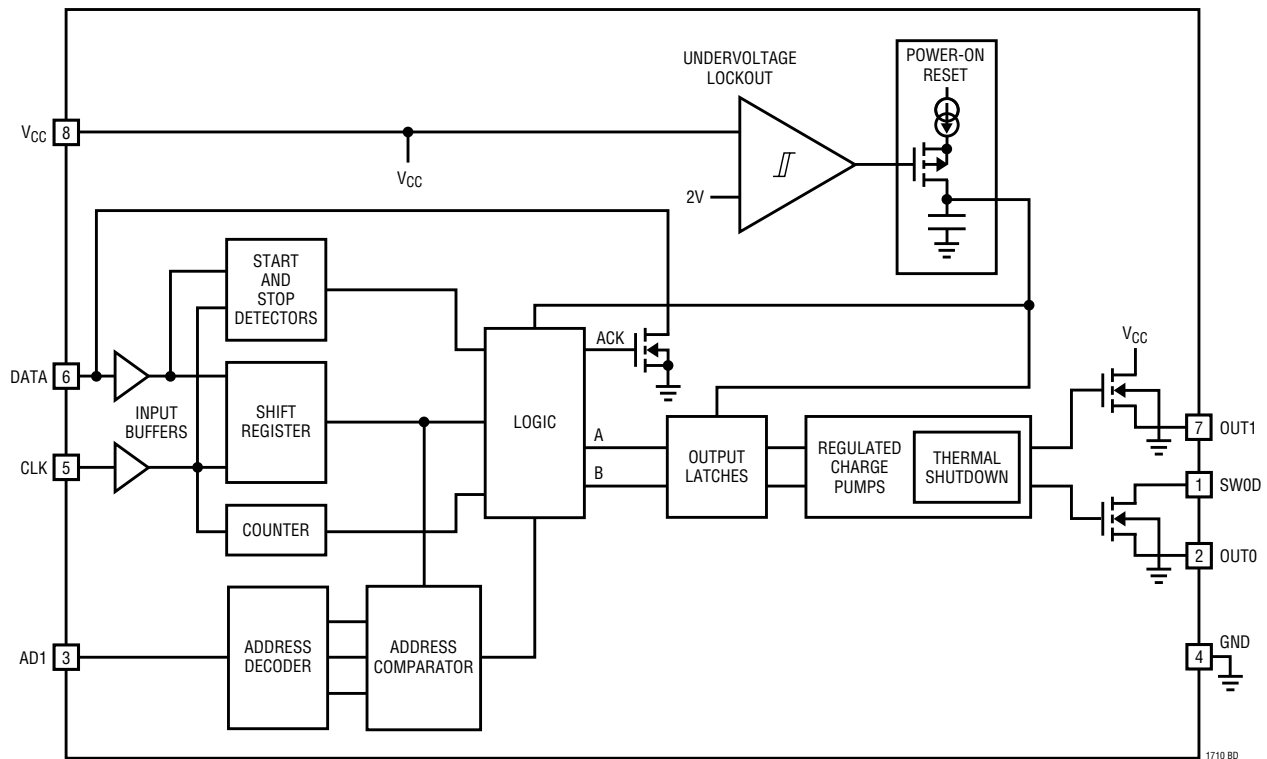 UNDERVOLTAGE
LOCKOUT
POWER-ON
RESET
VCC
8
VCC
2V
START
AND
STOP
DETECTORS
ACK
VCC
DATA
6
INPUT
BUFFERS
SHIFT
REGISTER
LOGIC
7
OUT1
CLK
5
A
B
OUTPUT
LATCHES
REGULATED
CHARGE
PUMPS
THERMAL
SHUTDOWN
1
SW0D
COUNTER
2
OUT0
AD1
3
ADDRESS
DECODER
ADDRESS
COMPARATOR
4
GND
1710 BD